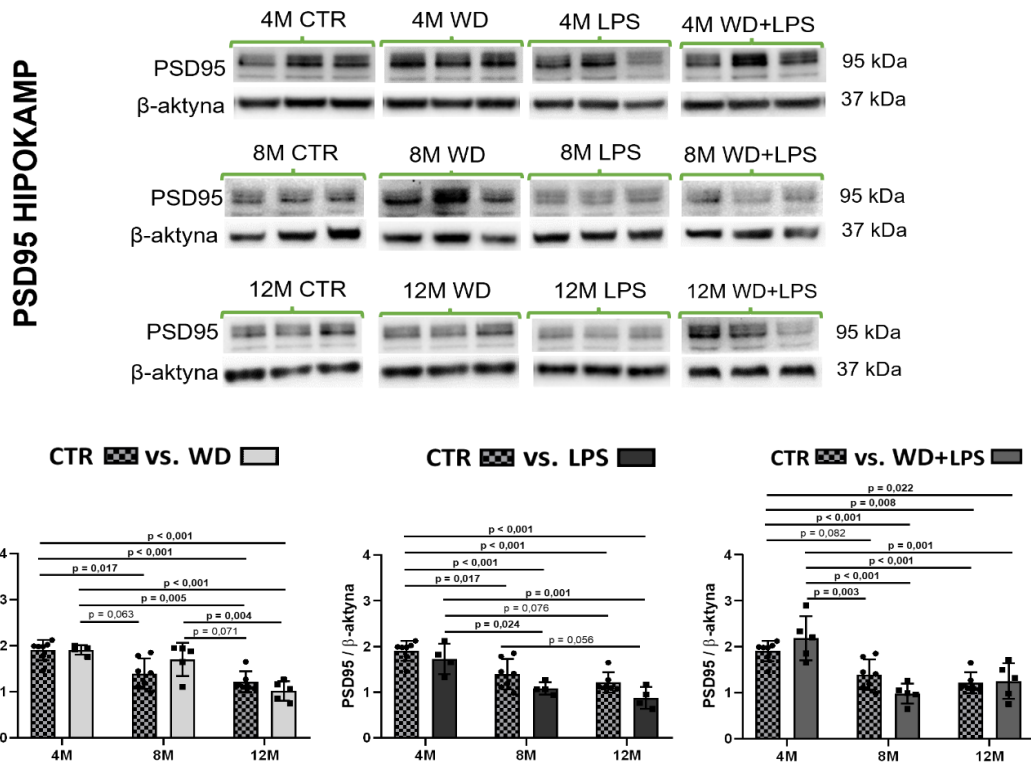 PSD95 HIPOKAMP
4M CTR 4M WD 4M LPS 4M WD+LPS
PSD95 95 kDa
β-aktyna 37 kDa
8M CTR 8M WD 8M LPS 8M WD+LPS
PSD95 95 kDa
β-aktyna 37 kDa
12M CTR 12M WD 12M LPS 12M WD+LPS
PSD95 95 kDa
β-aktyna 37 kDa
CTR vs. WD
p < 0,001
p < 0,001
p = 0,017
p < 0,001
p = 0,005
p = 0,063
p = 0,004
p = 0,071
4
3
2
1
0
4M 8M 12M
CTR vs. LPS
p < 0,001
p < 0,001
p < 0,001
p = 0,017
p = 0,001
p = 0,076
p = 0,024
p = 0,056
PSD95 / β-aktyna
4
3
2
1
0
4M 8M 12M
CTR vs. WD+LPS
p = 0,022
p = 0,008
p < 0,001
p = 0,082
p = 0,001
p < 0,001
p < 0,001
p = 0,003
PSD95 / β-aktyna
4
3
2
1
0
4M 8M 12M